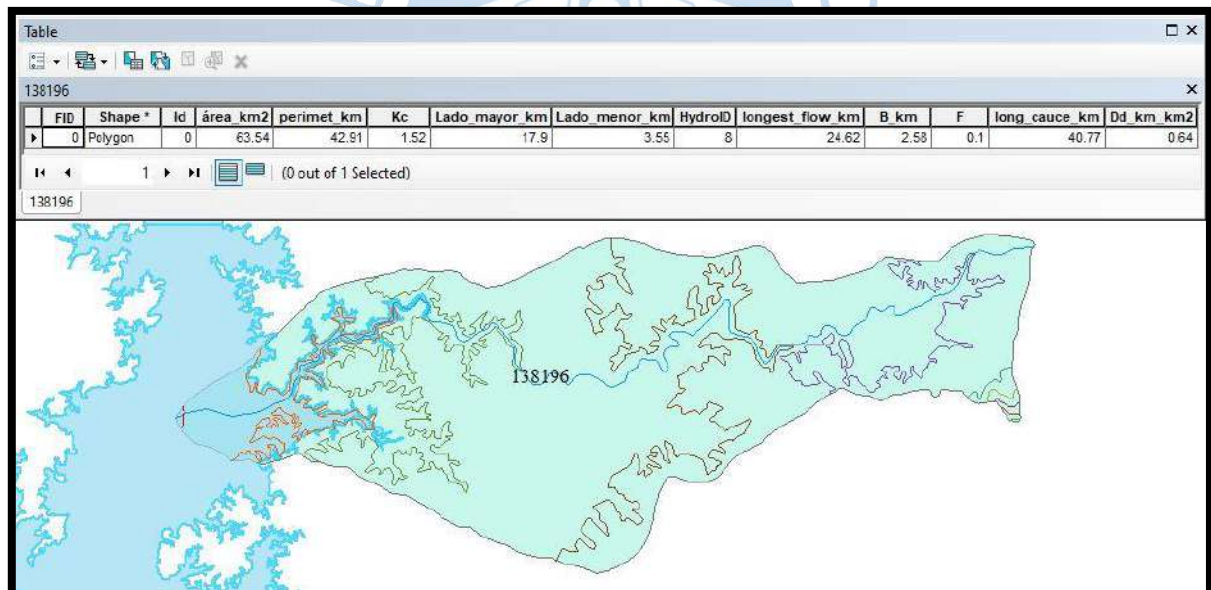 Table
138196
FID Shape * Id área_km2 perimet_km Kc Lado_mayor_km Lado_menor_km HydroID longest_flow_km B_km F long_cauce_km Dd_km_km2
0 Polygon 0 63.54 42.91 1.52 17.9 3.55 8 24.62 2.58 0.1 40.77 0.64
1 (0 out of 1 Selected)
138196
138196